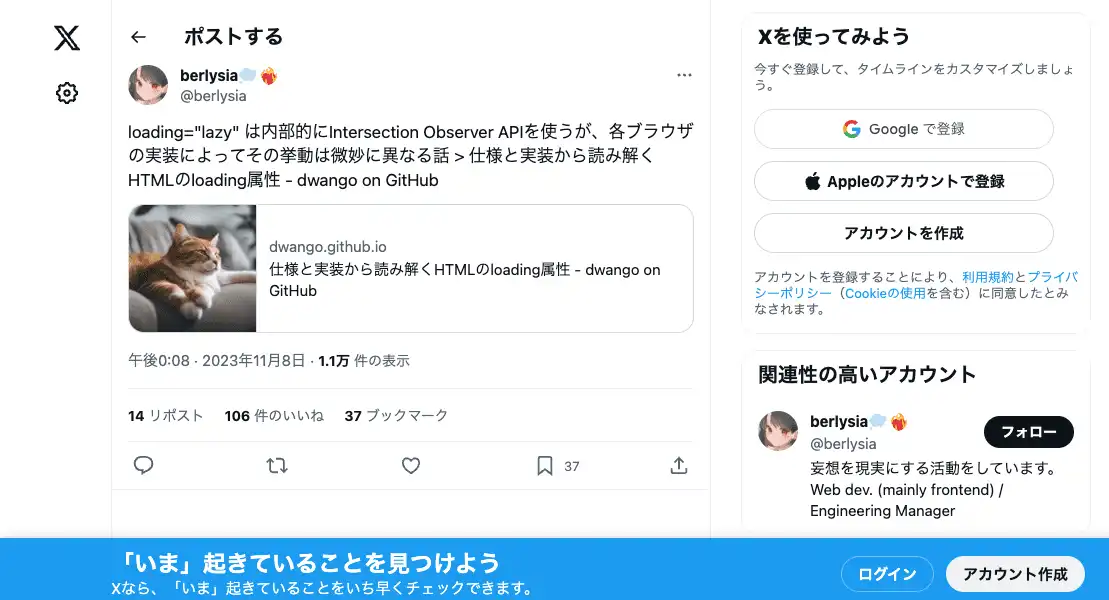 ポストする
berlysia
@berlysia
loading="lazy" は内部的にIntersection Observer APIを使うが、各ブラウザ
の実装によってその挙動は微妙に異なる話 > 仕様と実装から読み解く
HTMLのloading属性 - dwango on GitHub
dwango.github.io
仕様と実装から読み解くHTMLのloading属性 - dwango on
GitHub
午後0:08 · 2023年11月8日 · 1.1万 件の表示
14 リポスト 106 件のいいね 37 ブックマーク
37
Xを使ってみよう
今すぐ登録して、タイムラインをカスタマイズしましょ
う。
Google で登録
Appleのアカウントで登録
アカウントを作成
アカウントを登録することにより、利用規約とプライバ
シーポリシー（Cookieの使用を含む）に同意したとみ
なされます。
関連性の高いアカウント
berlysia
@berlysia
フォロー
妄想を現実にする活動をしています。
Web dev. (mainly frontend) /
Engineering Manager
「いま」起きていることを見つけよう
Xなら、「いま」起きていることをいち早くチェックできます。
ログイン
アカウント作成